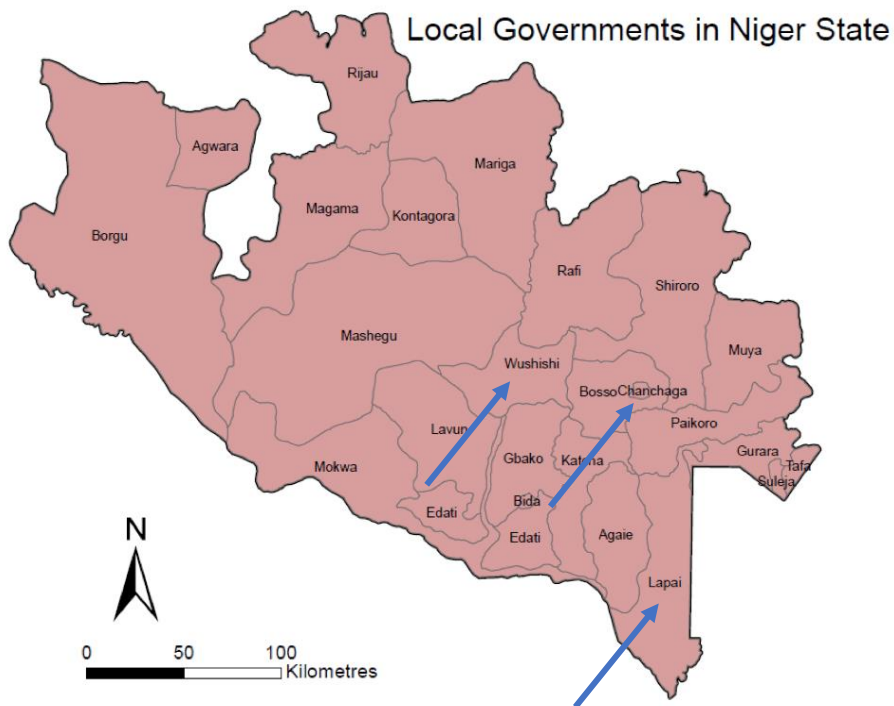 Local Governments in Niger State
Rijau
Agwara
Mariga
Magama
Kontagora
Borgu
Rafi
Shiroro
Mashegu
Muya
Wushishi
Bosso
Chanchaga
Paikoro
Lavun
Gbako
Katcha
Gurara
Tafa
Suleja
Mokwa
Bida
Edati
Edati
Agaie
Lapai
N
0 50 100
Kilometres